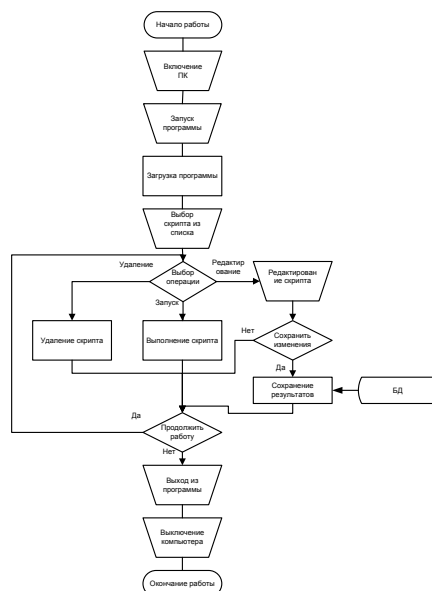 Начало работы
Включение
ПК
Запуск
программы
Загрузка программы
Выбор
скрипта из
списка
Удаление
Выбор
операции
Редактир
ование
Редактирован
ие скрипта
Запуск
Удаление скрипта
Выполнение скрипта
Нет
Сохранить
изменения
Да
Сохранение
результатов
БД
Да
Продолжить
работу
Нет
Выход из
программы
Выключение
компьютера
Окончание работы